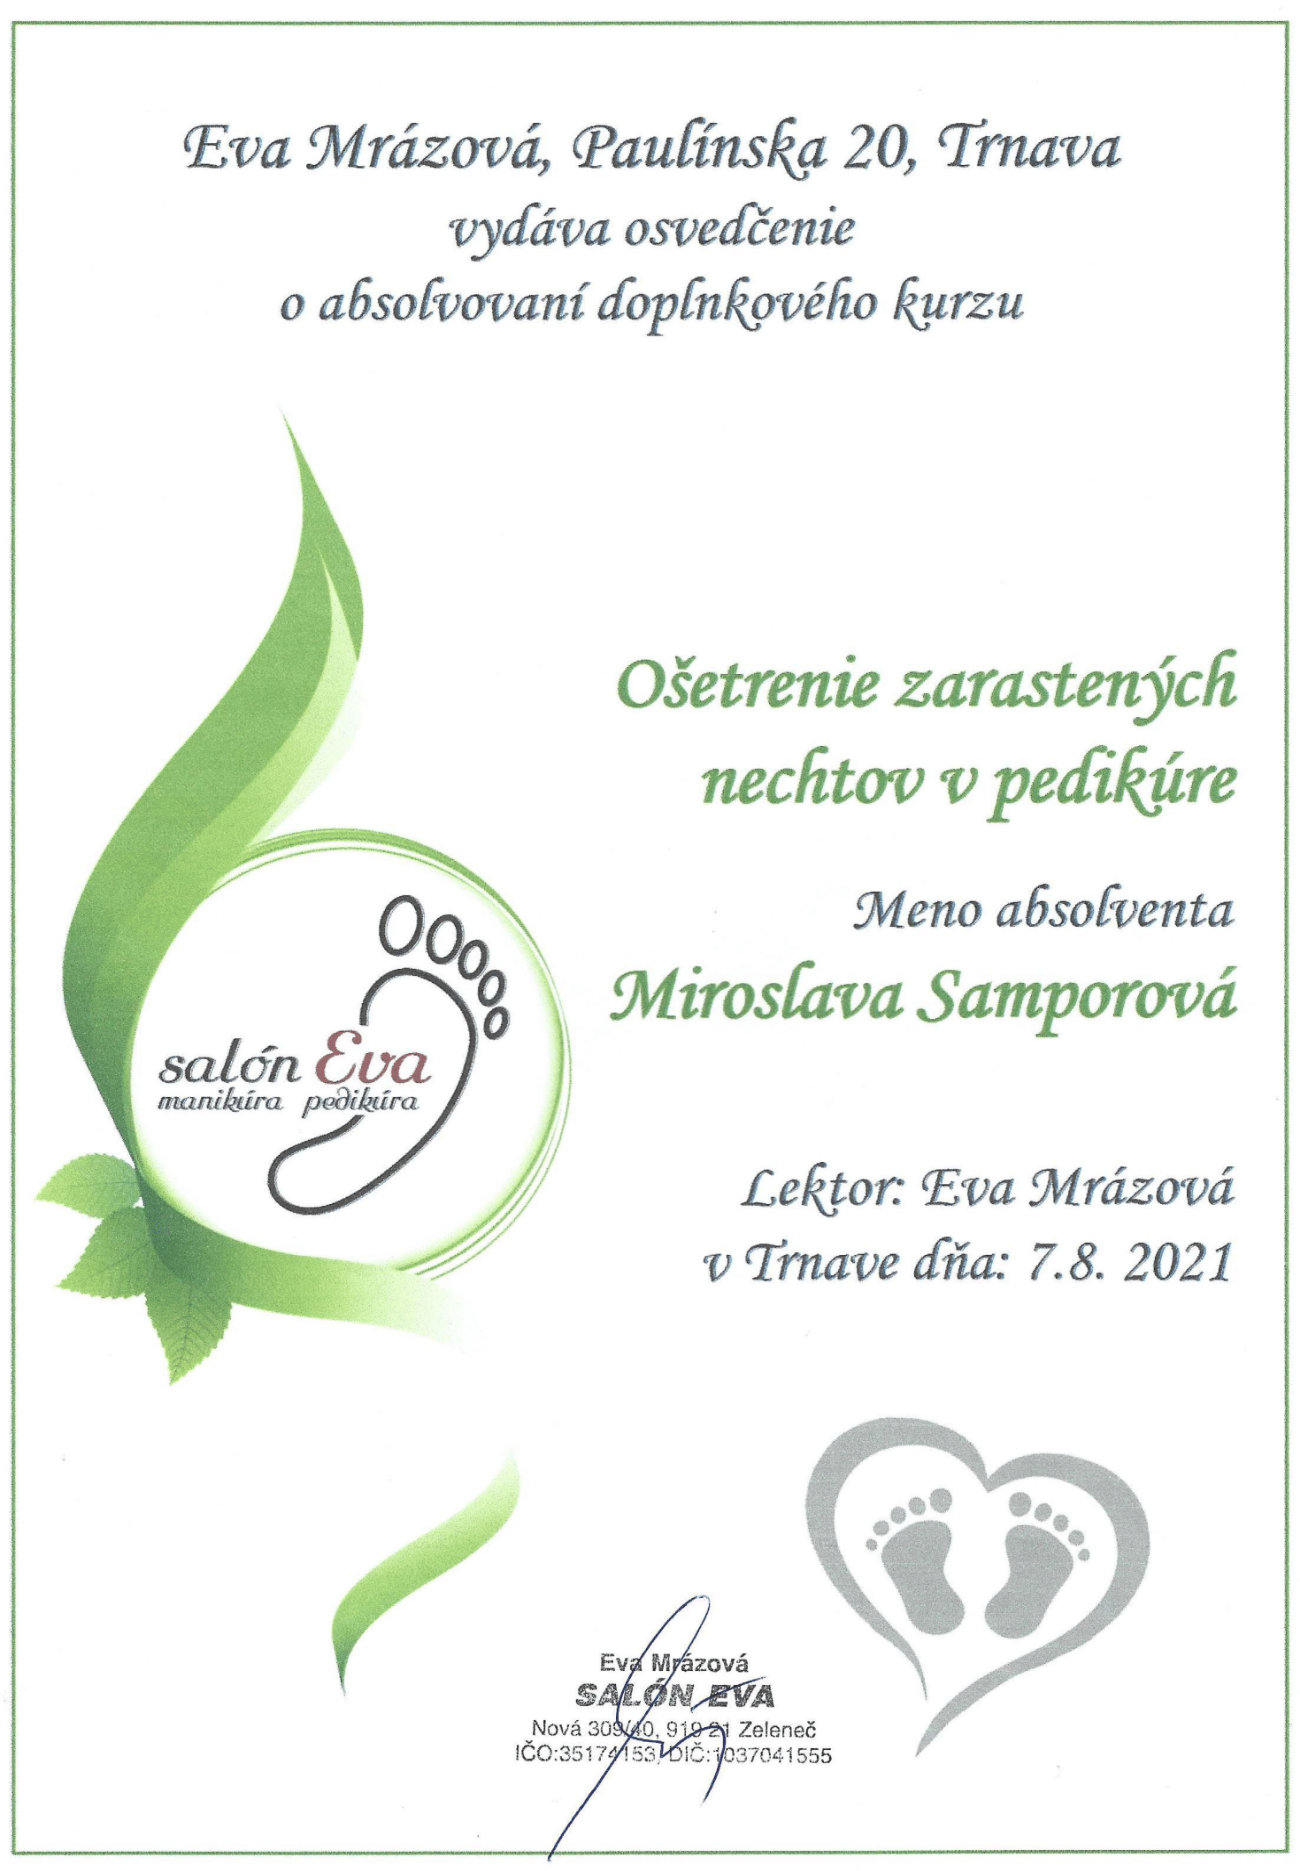 Eva Mrázová, Paulínska 20, Trnava
vydáva osvedčenie
o absolvovaní doplnkového kurzu
Ošetrenie zarastených
nechtov v pedikúre
Meno absolventa
Miroslava Samporová
salón Eva
manikúra pedikúra
Lektor: Eva Mrázová
v Trnave dňa: 7.8. 2021
Eva Mrázová
SALÓN EVA
Nová 309/40, 919 21 Zeleneč
IČO:35174153, DIČ:1037041555